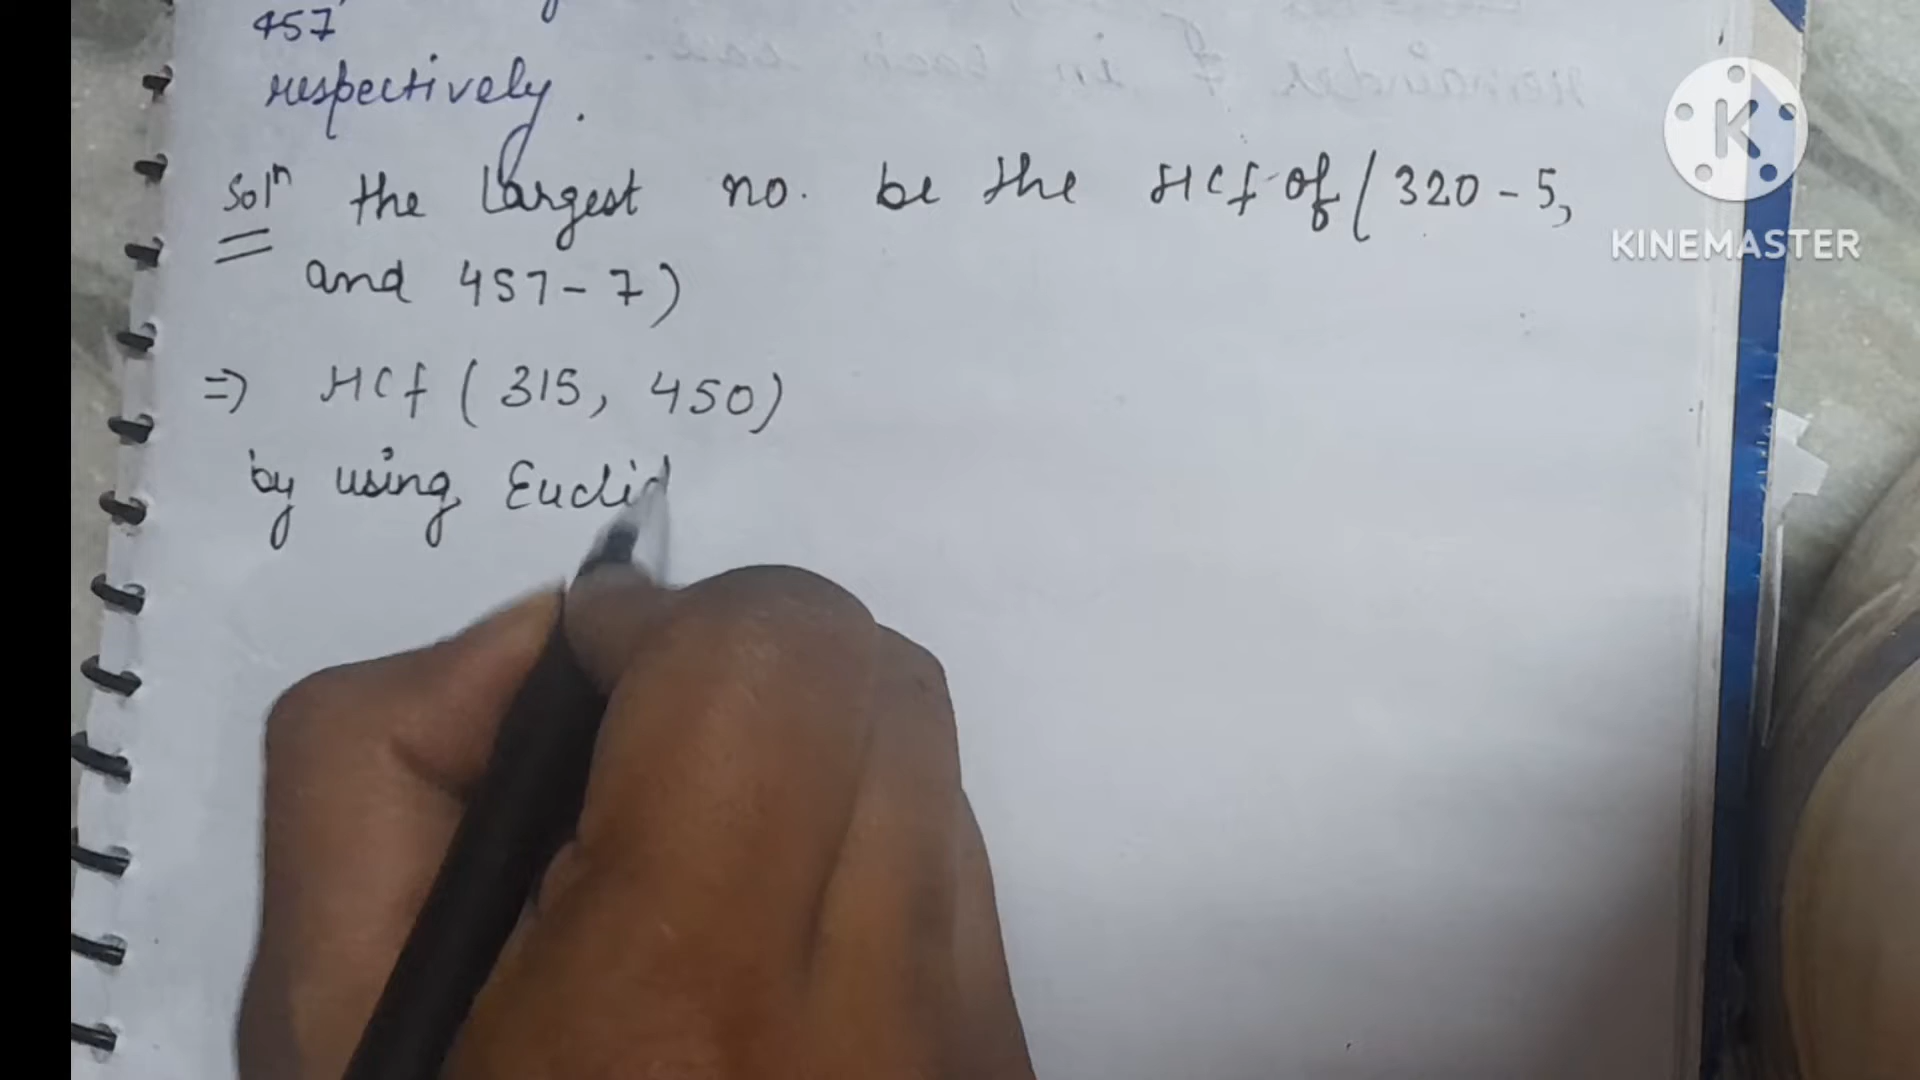 457
respectively.
Solⁿ the largest no. be the HCf of (320-5,
and 457-7)
=> HCf (315, 450)
by using Euclid
K
KINEMASTER